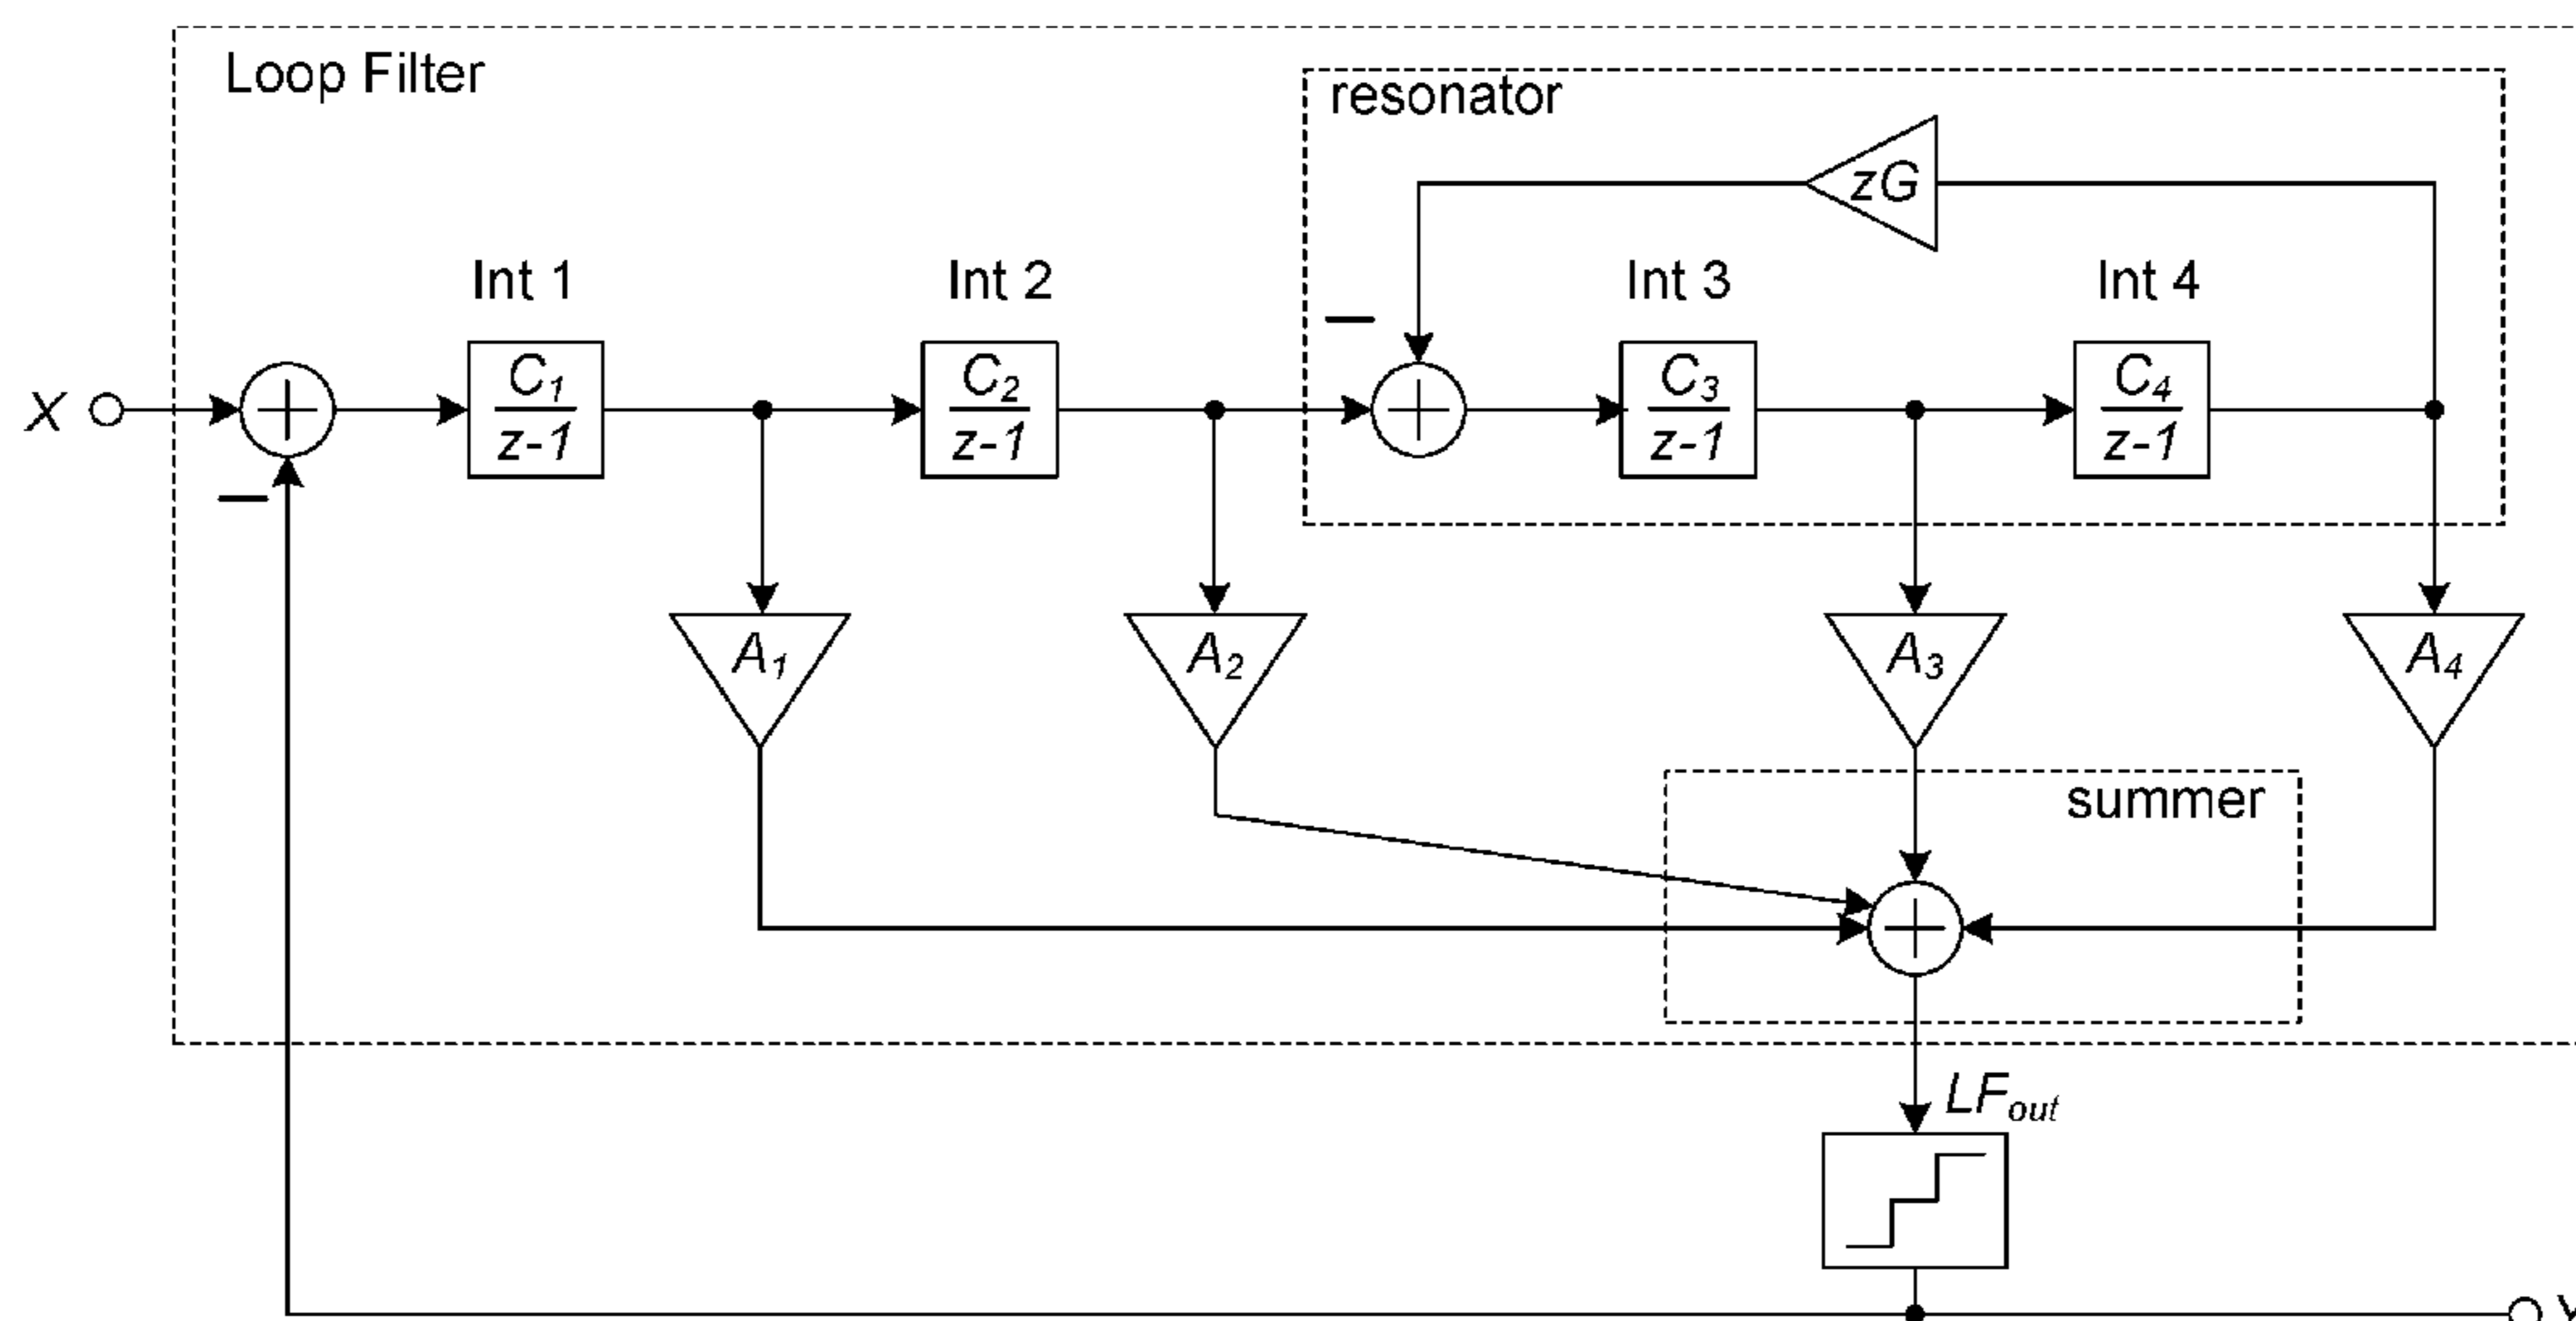 Loop Filter
resonator
zG
Int 1
Int 2
Int 3
Int 4
X
C1
z-1
C2
z-1
C3
z-1
C4
z-1
A1
A2
A3
A4
summer
LFout